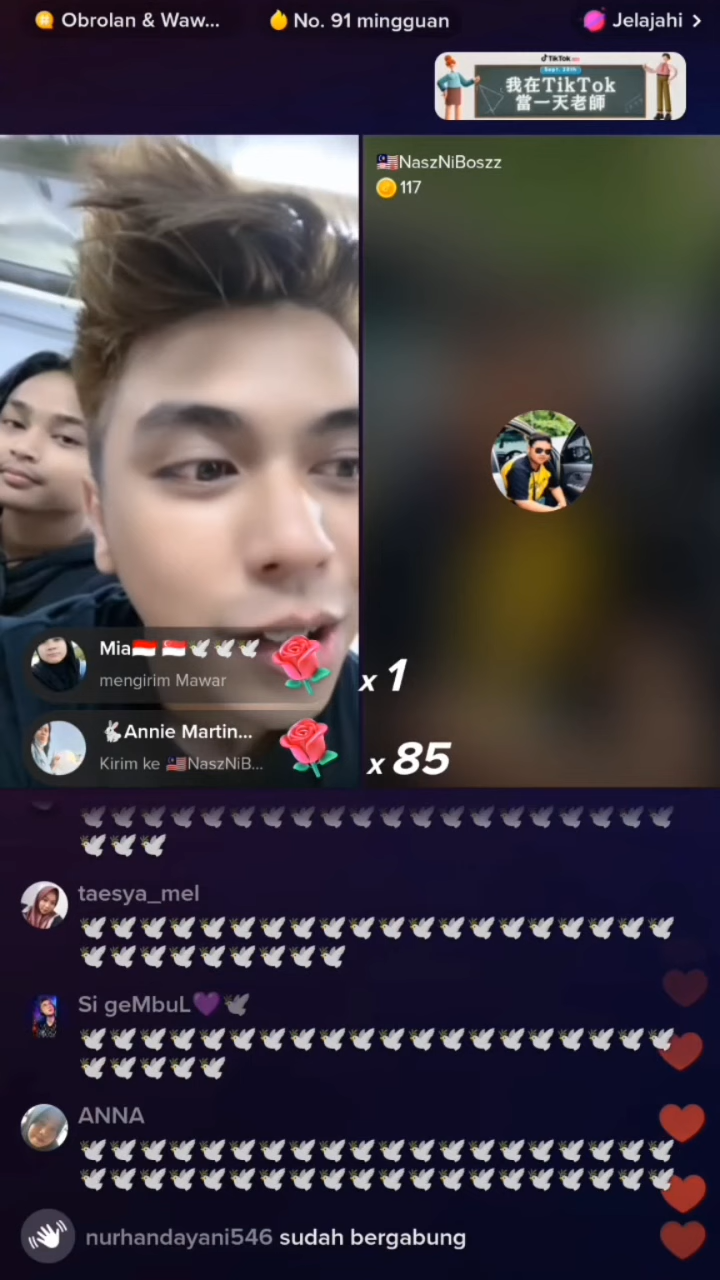 Obrolan & Waw...
No. 91 mingguan
Jelajahi >
TikTok
Sept. 28th
我在TikTok
當一天老師
🇲🇾NaszNiBoszz
117
Mia🇮🇩🇸🇬🕊🕊🕊
mengirim Mawar
x 1
🐇Annie Martin...
Kirim ke 🇲🇾NaszNiB...
x 85
🕊🕊🕊🕊🕊🕊🕊🕊🕊🕊🕊🕊🕊🕊🕊🕊🕊🕊🕊🕊
🕊🕊🕊
taesya_mel
🕊🕊🕊🕊🕊🕊🕊🕊🕊🕊🕊🕊🕊🕊🕊🕊🕊🕊🕊🕊
🕊🕊🕊🕊🕊🕊🕊🕊🕊
Si geMbuL💜🕊
🕊🕊🕊🕊🕊🕊🕊🕊🕊🕊🕊🕊🕊🕊🕊🕊🕊🕊🕊🕊
🕊🕊🕊🕊🕊
ANNA
🕊🕊🕊🕊🕊🕊🕊🕊🕊🕊🕊🕊🕊🕊🕊🕊🕊🕊🕊🕊
🕊🕊🕊🕊🕊🕊🕊🕊🕊🕊🕊🕊🕊🕊🕊🕊🕊🕊🕊🕊
nurhandayani546 sudah bergabung